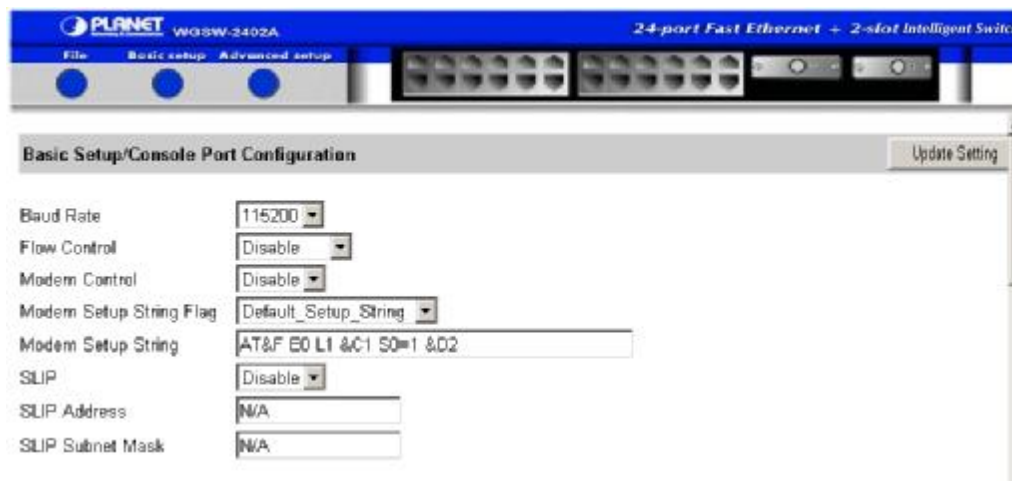 PLANET WGSW-2402A
24-port Fast Ethernet + 2-slot Intelligent Switc
File Basic setup Advanced setup
Basic Setup/Console Port Configuration
Update Setting
Baud Rate 115200
Flow Control Disable
Modem Control Disable
Modem Setup String Flag Default_Setup_String
Modem Setup String AT&F E0 L1 &C1 S0=1 &D2
SLIP Disable
SLIP Address N/A
SLIP Subnet Mask N/A